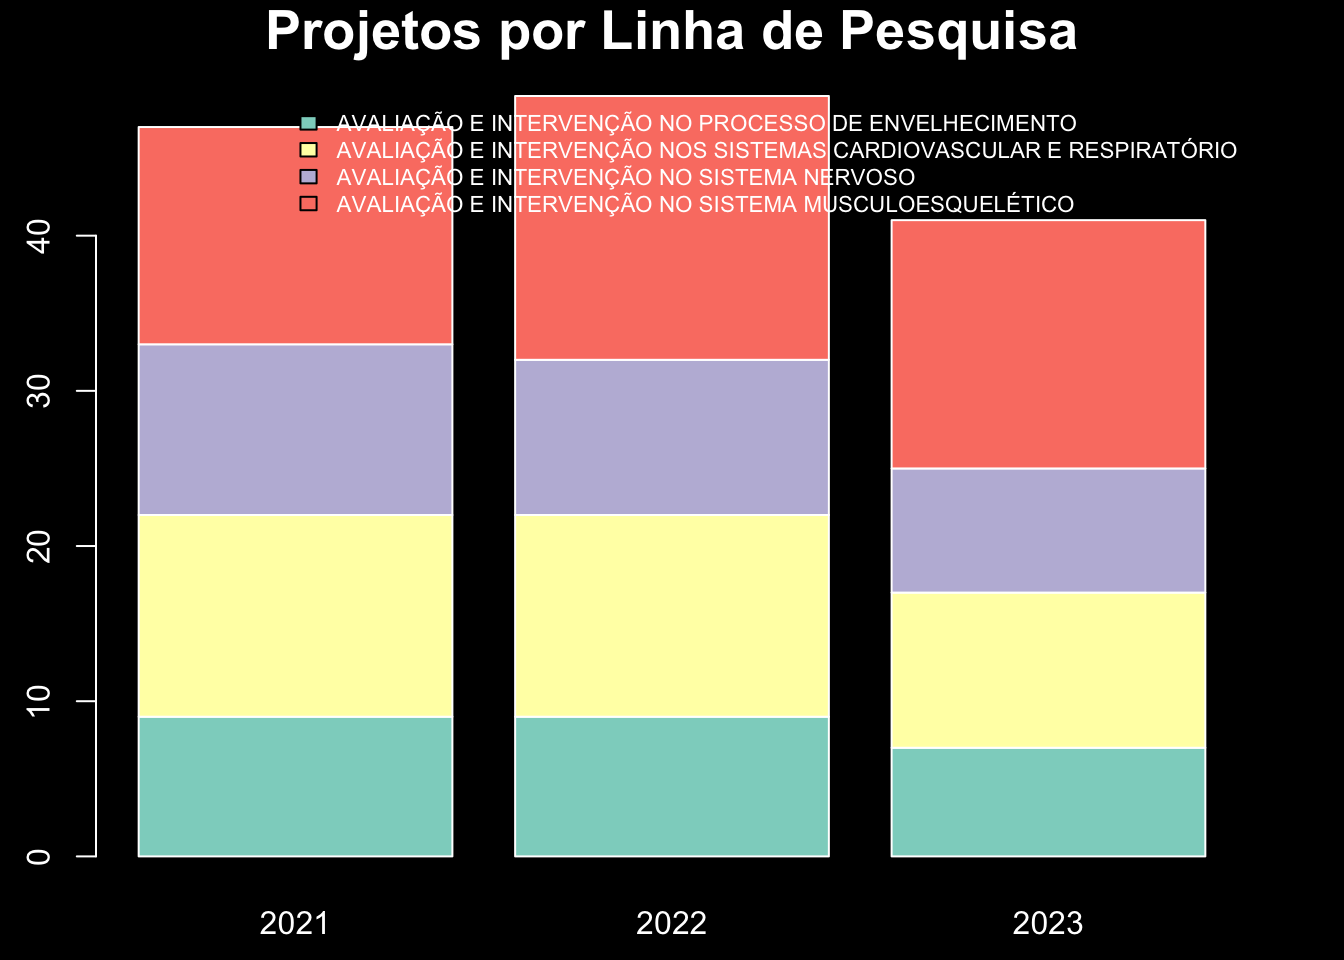 Projetos por Linha de Pesquisa
AVALIAÇÃO E INTERVENÇÃO NO PROCESSO DE ENVELHECIMENTO
AVALIAÇÃO E INTERVENÇÃO NOS SISTEMAS CARDIOVASCULAR E RESPIRATÓRIO
AVALIAÇÃO E INTERVENÇÃO NO SISTEMA NERVOSO
AVALIAÇÃO E INTERVENÇÃO NO SISTEMA MUSCULOESQUELÉTICO
40
30
20
10
0
2021 2022 2023